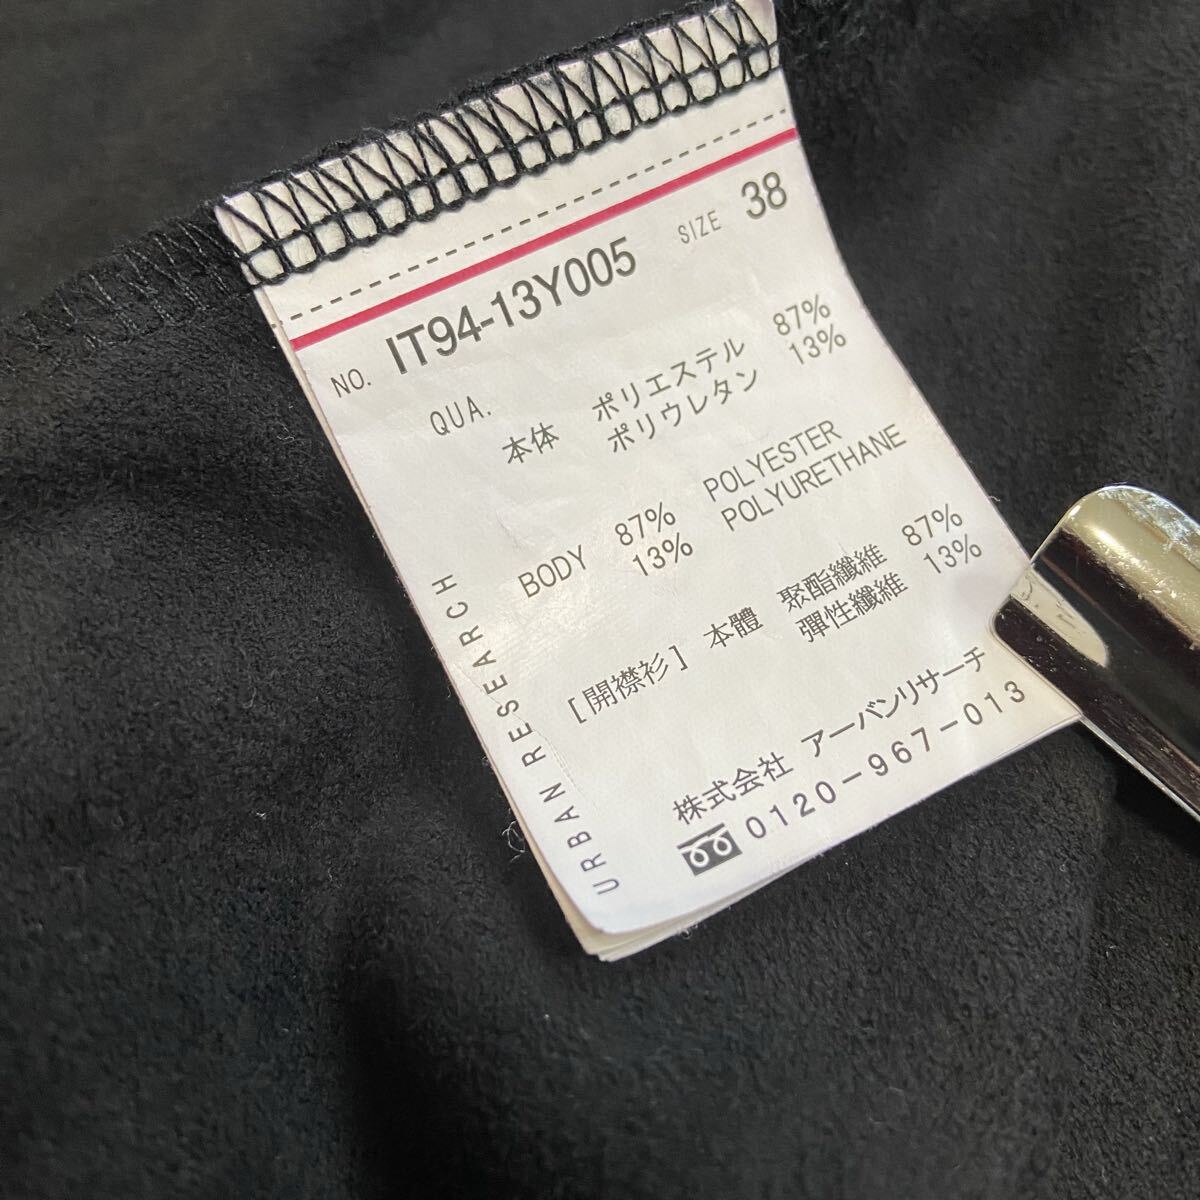 NO. IT94-13Y005 SIZE 38
QUA.
本体 ポリエステル 87%
ポリウレタン 13%
BODY 87% POLYESTER
13% POLYURETHANE
[開襟衫] 本體 聚酯纖維 87%
彈性纖維 13%
株式会社 アーバンリサーチ
0120-967-013
URBAN RESEARCH